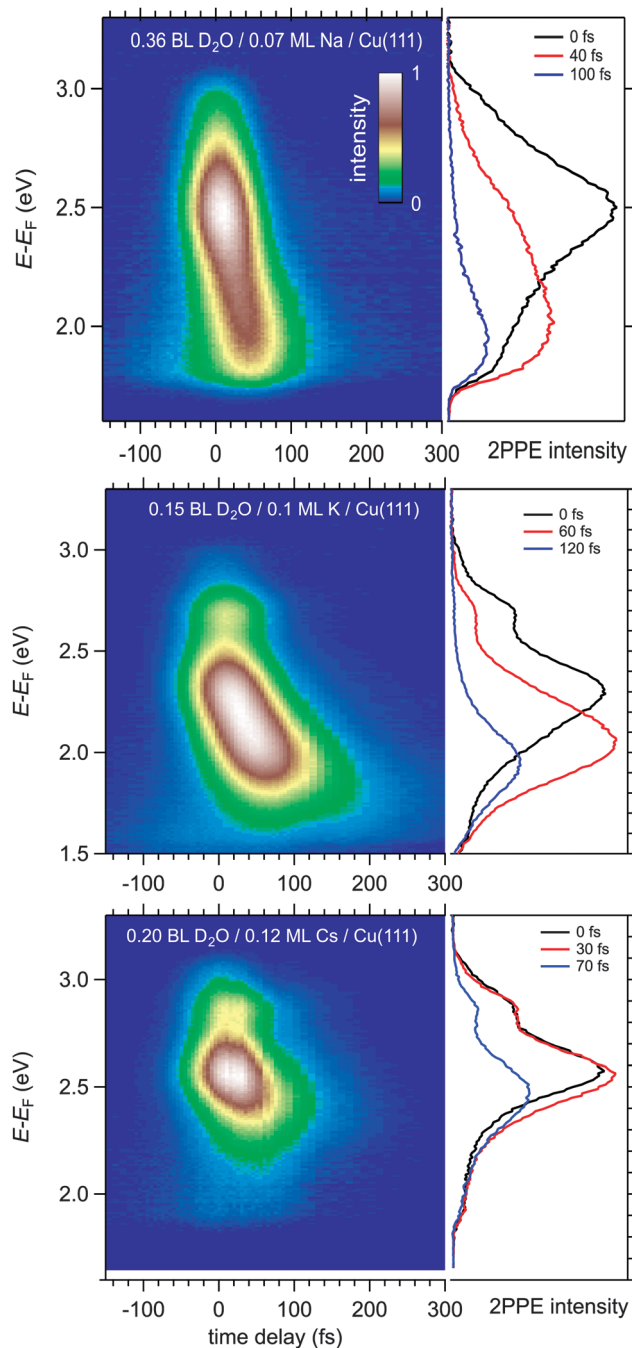 0.36 BL D₂O / 0.07 ML Na / Cu(111)
3.0
2.5
2.0
E-E_F (eV)
intensity
1
0
0 fs
40 fs
100 fs
-100
0
100
200
300
2PPE intensity
0.15 BL D₂O / 0.1 ML K / Cu(111)
3.0
2.5
2.0
1.5
E-E_F (eV)
0 fs
60 fs
120 fs
-100
0
100
200
300
0.20 BL D₂O / 0.12 ML Cs / Cu(111)
3.0
2.5
2.0
E-E_F (eV)
0 fs
30 fs
70 fs
-100
0
100
200
300
time delay (fs)
2PPE intensity